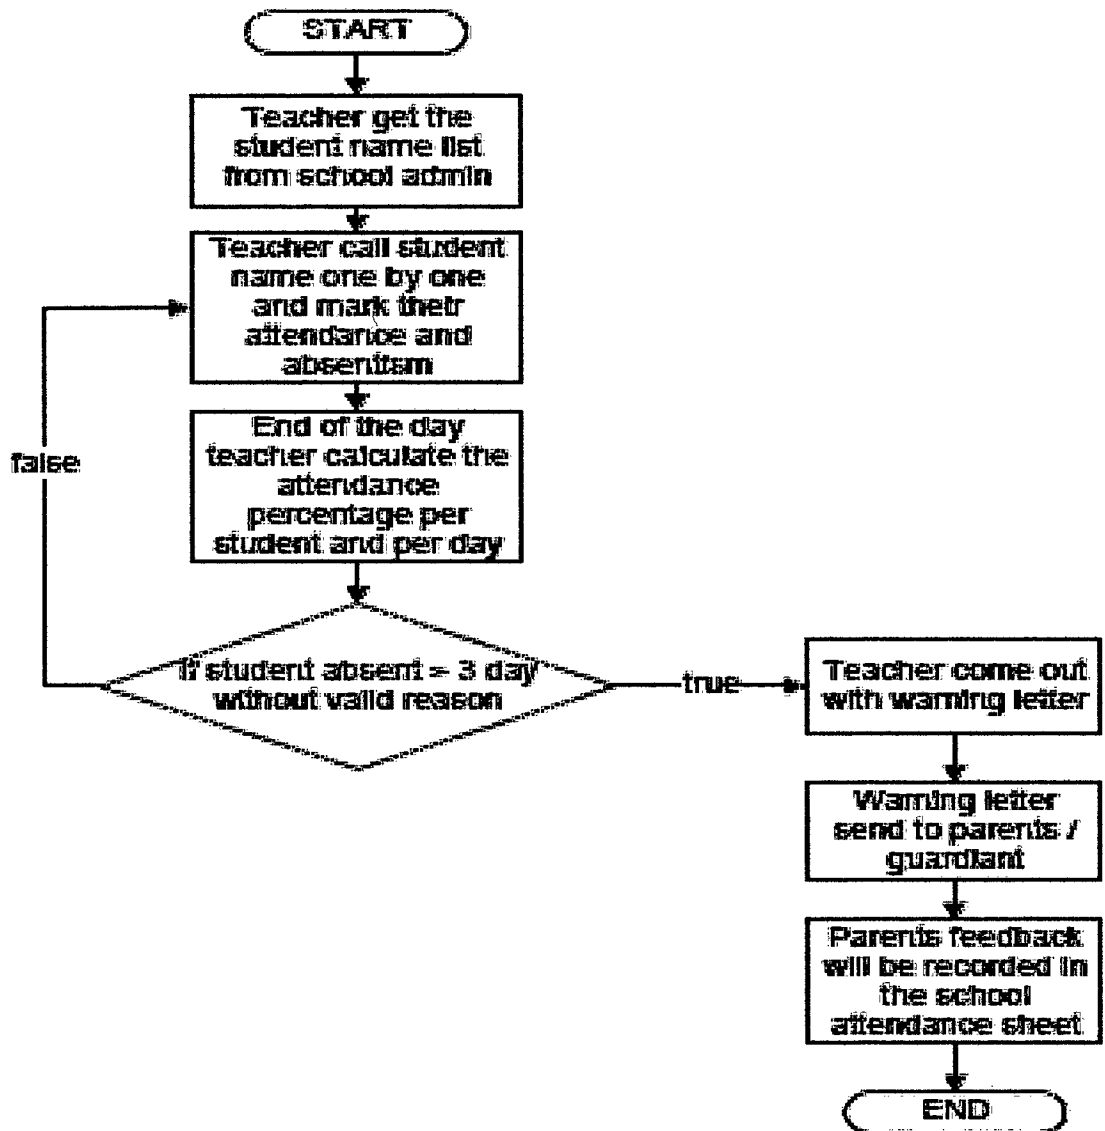 START
Teacher get the
student name list
from school admin
Teacher call student
name one by one
and mark their
attendance and
absenitsm
End of the day
teacher calculate the
attendance
percentage per
student and per day
false
If student absent = 3 day
without valid reason
true
Teacher come out
with warning letter
Warning letter
send to parents /
guardiant
Parents feedback
will be recorded in
the school
attendance sheet
END